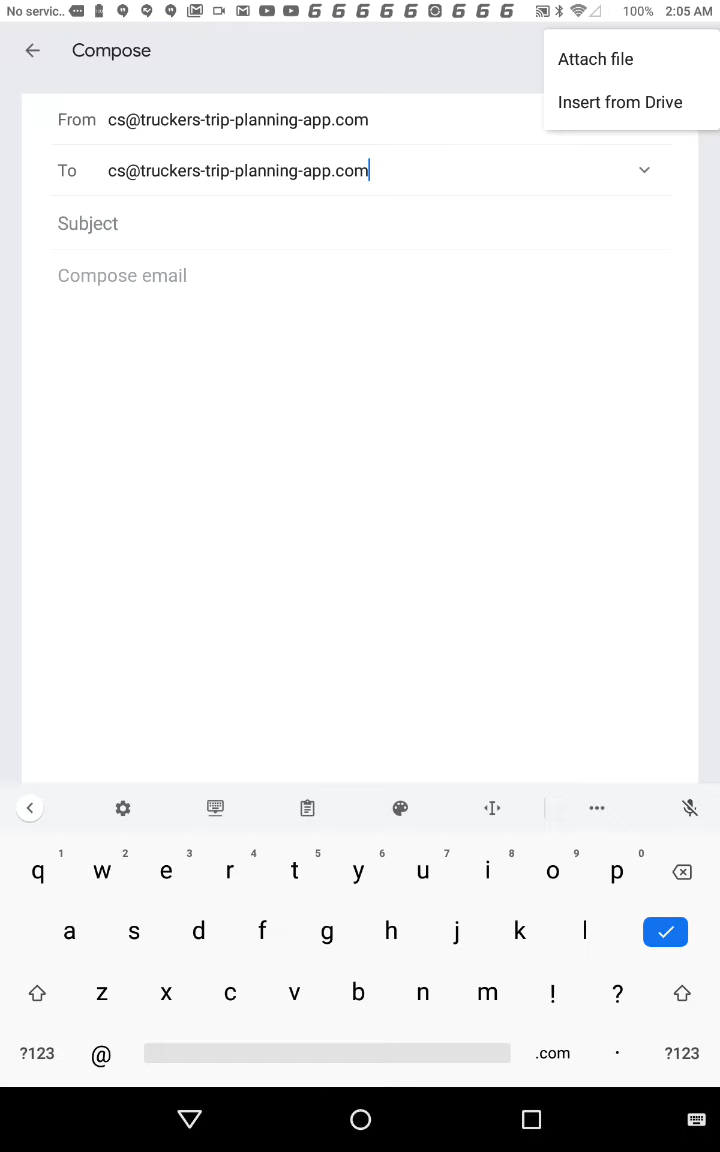 No servic.. 100% 2:05 AM
Compose
Attach file
Insert from Drive
From cs@truckers-trip-planning-app.com
To cs@truckers-trip-planning-app.com
Subject
Compose email
1 2 3 4 5 6 7 8 9 0
q w e r t y u i o p
a s d f g h j k l
z x c v b n m ! ?
?123 @ .com . ?123